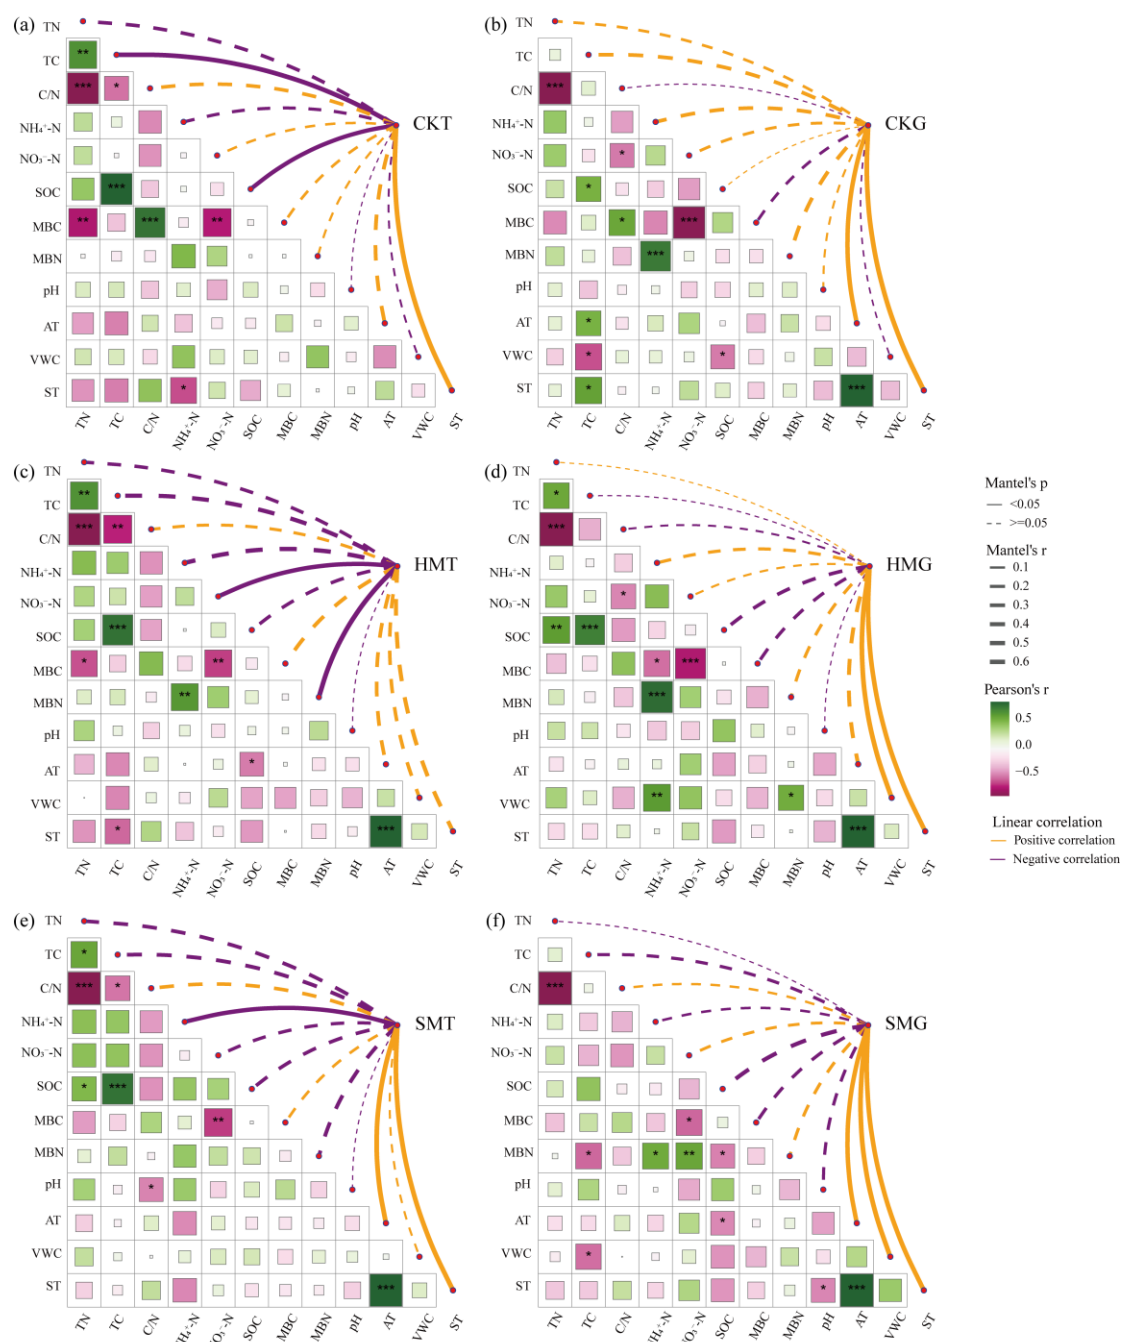 (a)
TN
TC
C/N
NH₄⁺-N
NO₃⁻-N
SOC
MBC
MBN
pH
AT
VWC
ST
** 
*** *
***
** *** **
*
CKT
TN TC C/N NH₄⁺-N NO₃⁻-N SOC MBC MBN pH AT VWC ST
(b)
TN
TC
C/N
NH₄⁺-N
NO₃⁻-N
SOC
MBC
MBN
pH
AT
VWC
ST
***
*
*
* ***
***
*
* *
* ***
CKG
TN TC C/N NH₄⁺-N NO₃⁻-N SOC MBC MBN pH AT VWC ST
(c)
TN
TC
C/N
NH₄⁺-N
NO₃⁻-N
SOC
MBC
MBN
pH
AT
VWC
ST
**
*** **
***
* **
**
*
* ***
HMT
TN TC C/N NH₄⁺-N NO₃⁻-N SOC MBC MBN pH AT VWC ST
(d)
TN
TC
C/N
NH₄⁺-N
NO₃⁻-N
SOC
MBC
MBN
pH
AT
VWC
ST
*
***
*
** ***
* ***
***
** *
***
HMG
TN TC C/N NH₄⁺-N NO₃⁻-N SOC MBC MBN pH AT VWC ST
Mantel's p
<0.05
>=0.05
Mantel's r
0.1
0.2
0.3
0.4
0.5
0.6
Pearson's r
0.5
0.0
−0.5
Linear correlation
Positive correlation
Negative correlation
(e)
TN
TC
C/N
NH₄⁺-N
NO₃⁻-N
SOC
MBC
MBN
pH
AT
VWC
ST
*
*** *
* ***
**
*
***
SMT
TN TC C/N NH₄⁺-N NO₃⁻-N SOC MBC MBN pH AT VWC ST
(f)
TN
TC
C/N
NH₄⁺-N
NO₃⁻-N
SOC
MBC
MBN
pH
AT
VWC
ST
***
*
* * ** *
*
*
* ***
SMG
TN TC C/N NH₄⁺-N NO₃⁻-N SOC MBC MBN pH AT VWC ST